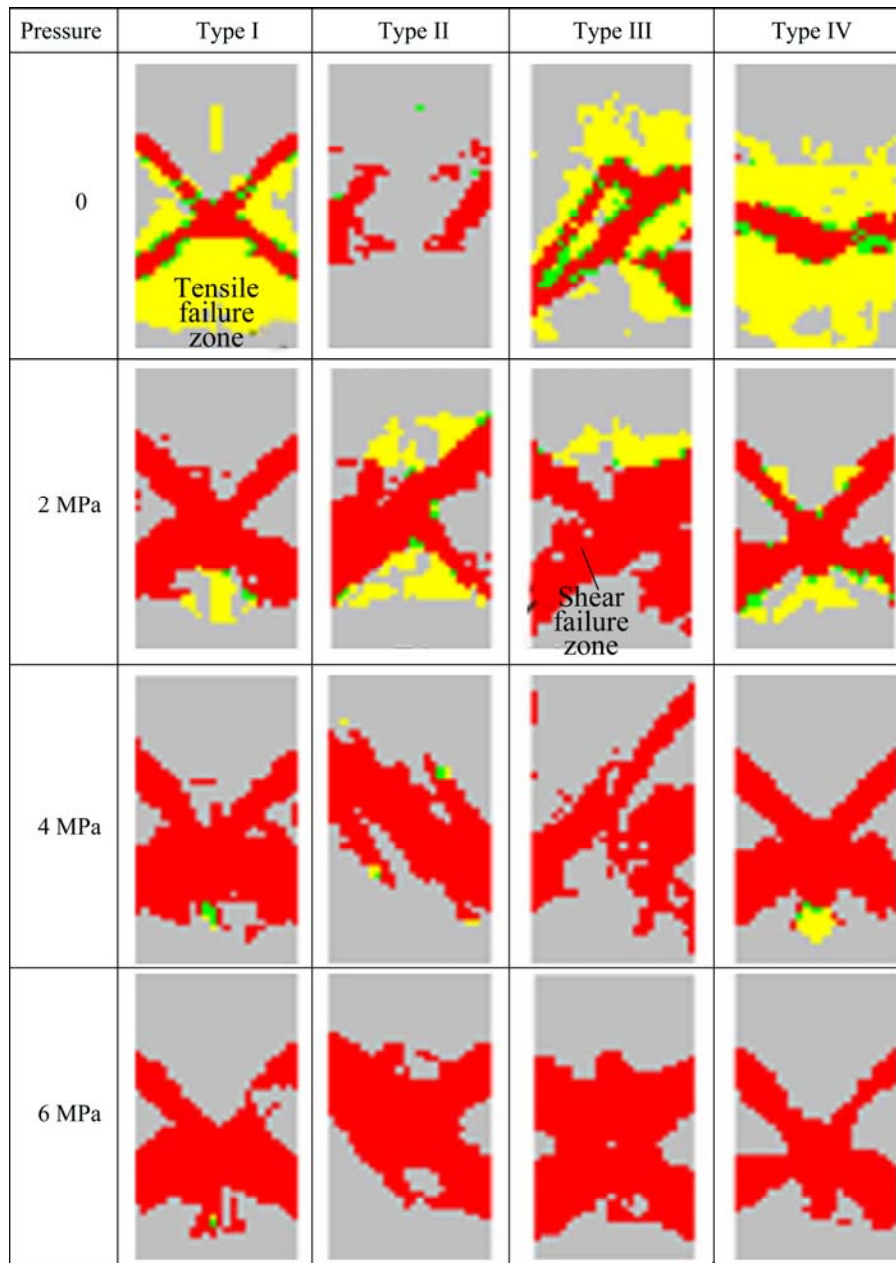 Pressure Type I Type II Type III Type IV
0
Tensile
failure
zone
2 MPa
Shear
failure
zone
4 MPa
6 MPa